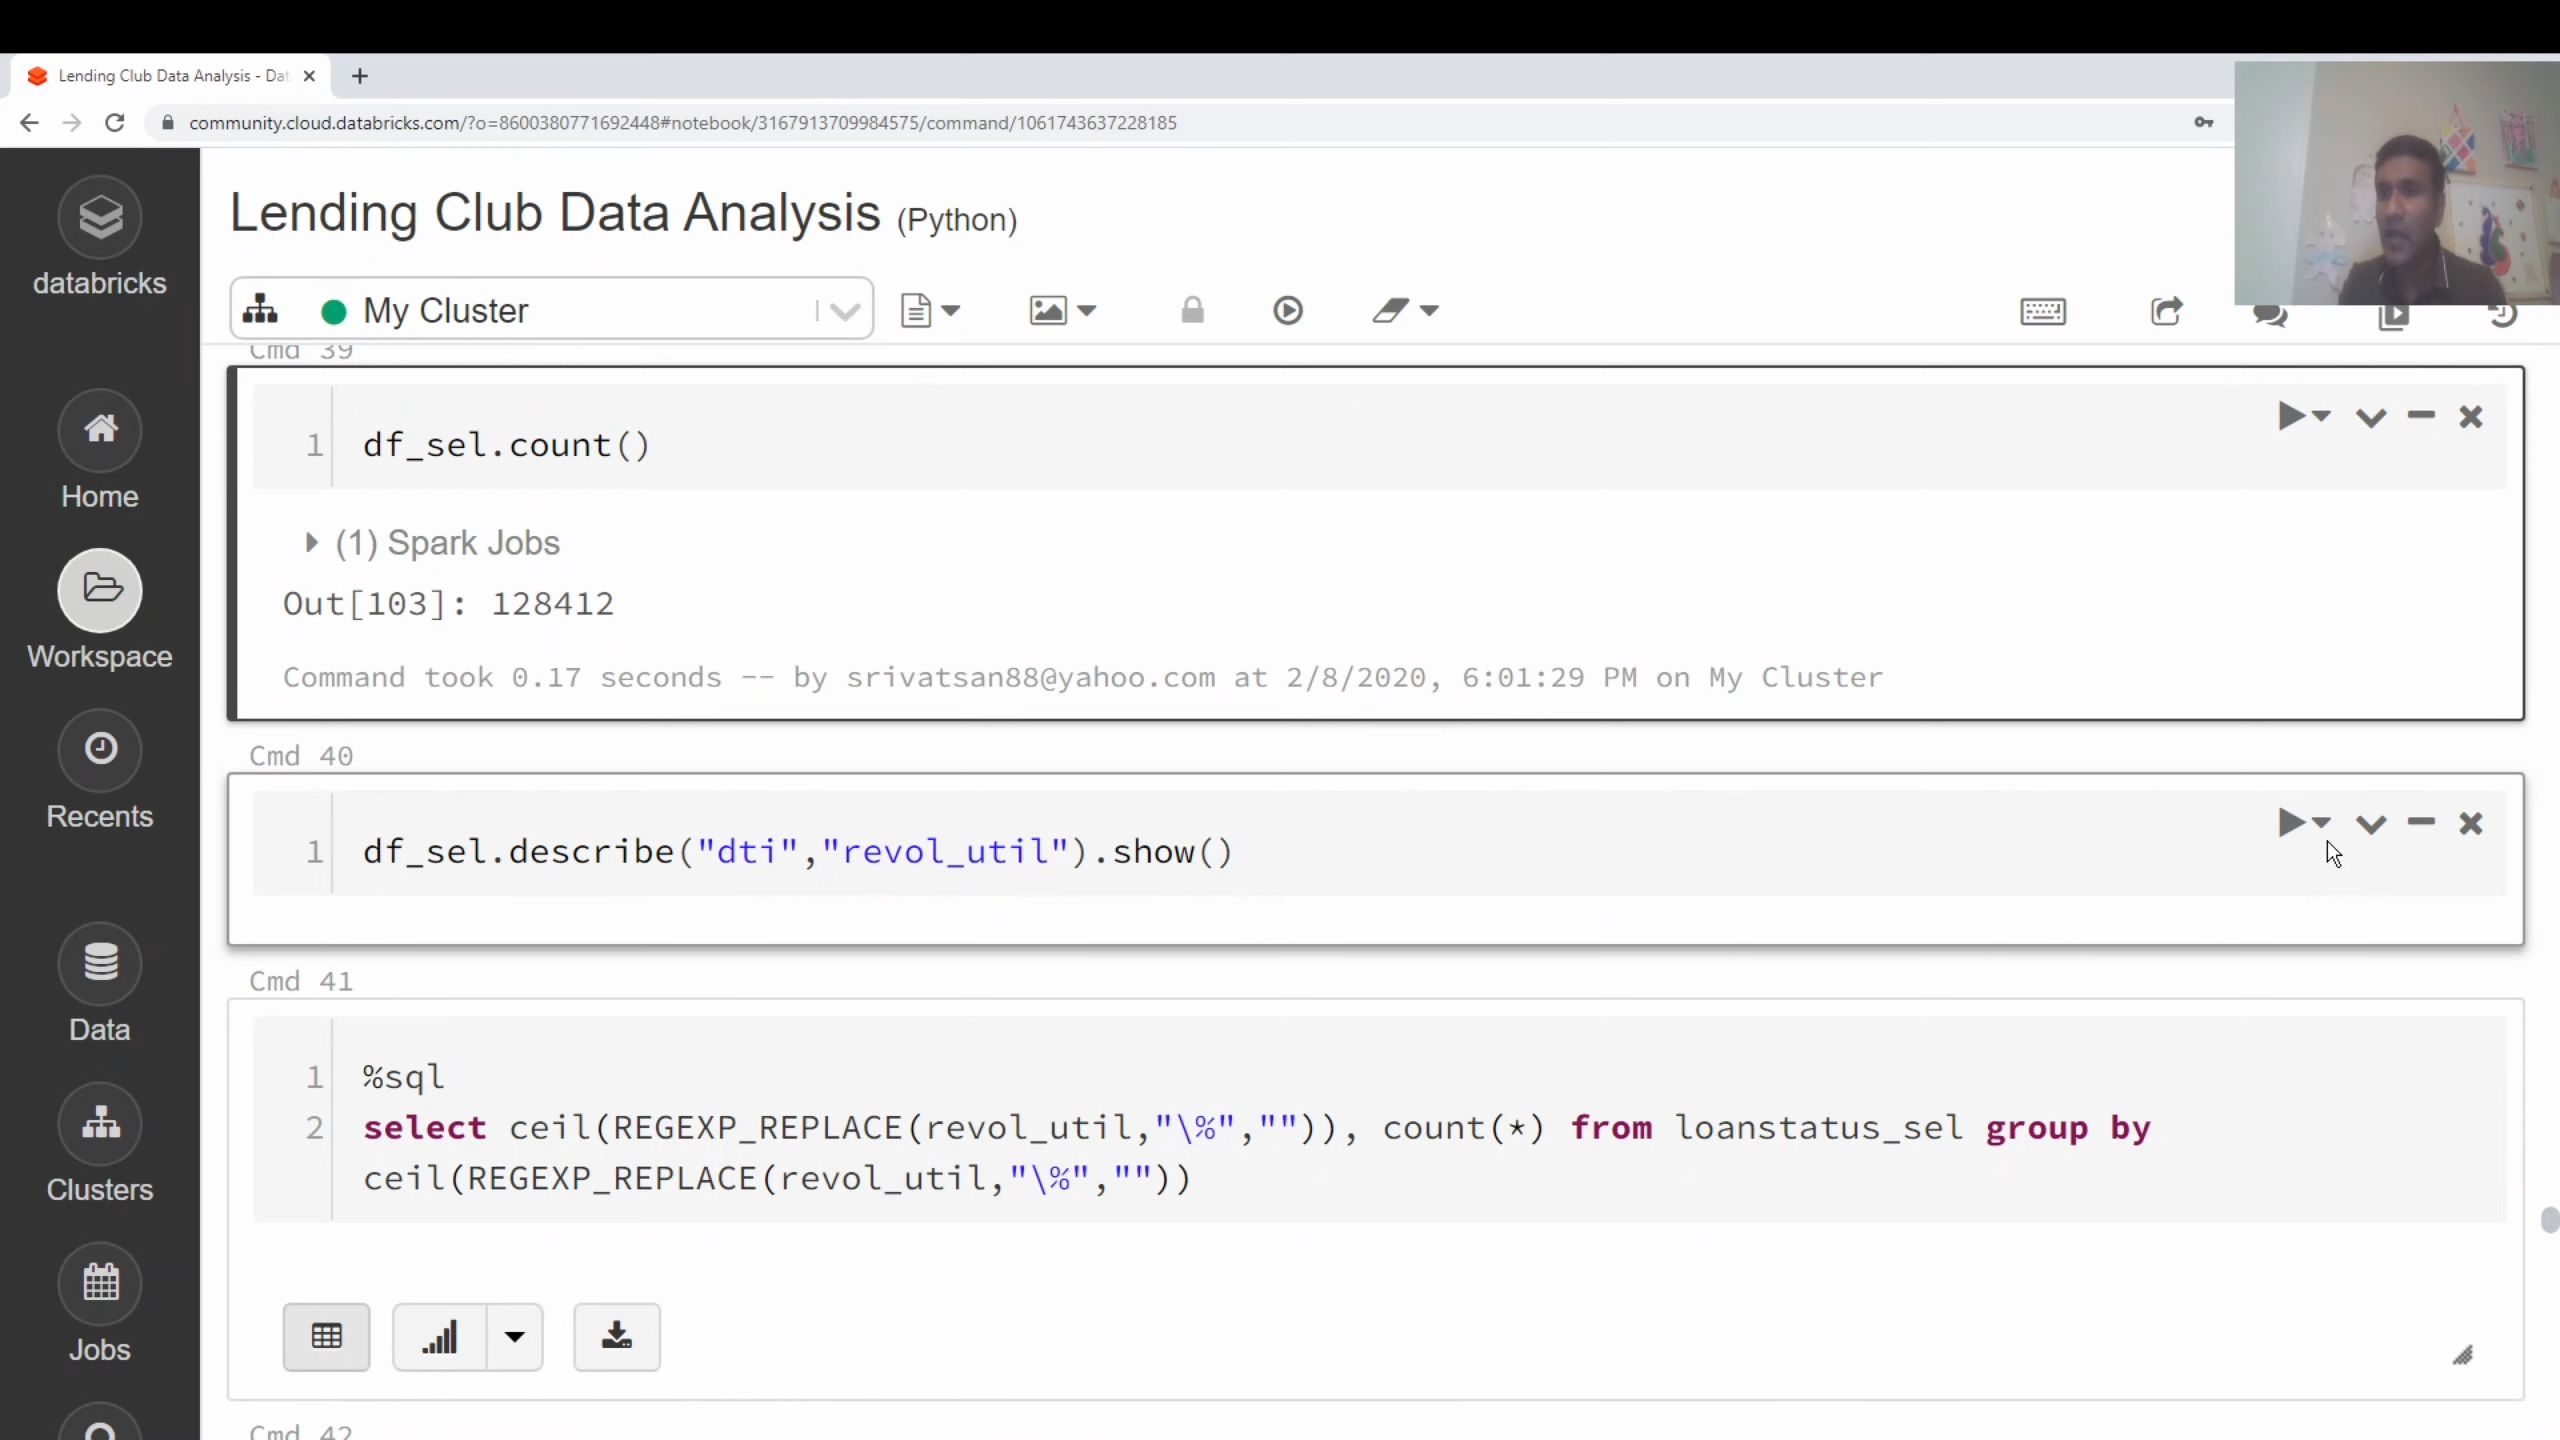 Lending Club Data Analysis - Dat
community.cloud.databricks.com/?o=8600380771692448#notebook/3167913709984575/command/1061743637228185
databricks
Home
Workspace
Recents
Data
Clusters
Jobs
Lending Club Data Analysis (Python)
My Cluster
Cmd 39
1 df_sel.count()
(1) Spark Jobs
Out[103]: 128412
Command took 0.17 seconds -- by srivatsan88@yahoo.com at 2/8/2020, 6:01:29 PM on My Cluster
Cmd 40
1 df_sel.describe("dti","revol_util").show()
Cmd 41
1 %sql
2 select ceil(REGEXP_REPLACE(revol_util,"\%","")), count(*) from loanstatus_sel group by
ceil(REGEXP_REPLACE(revol_util,"\%",""))
Cmd 42